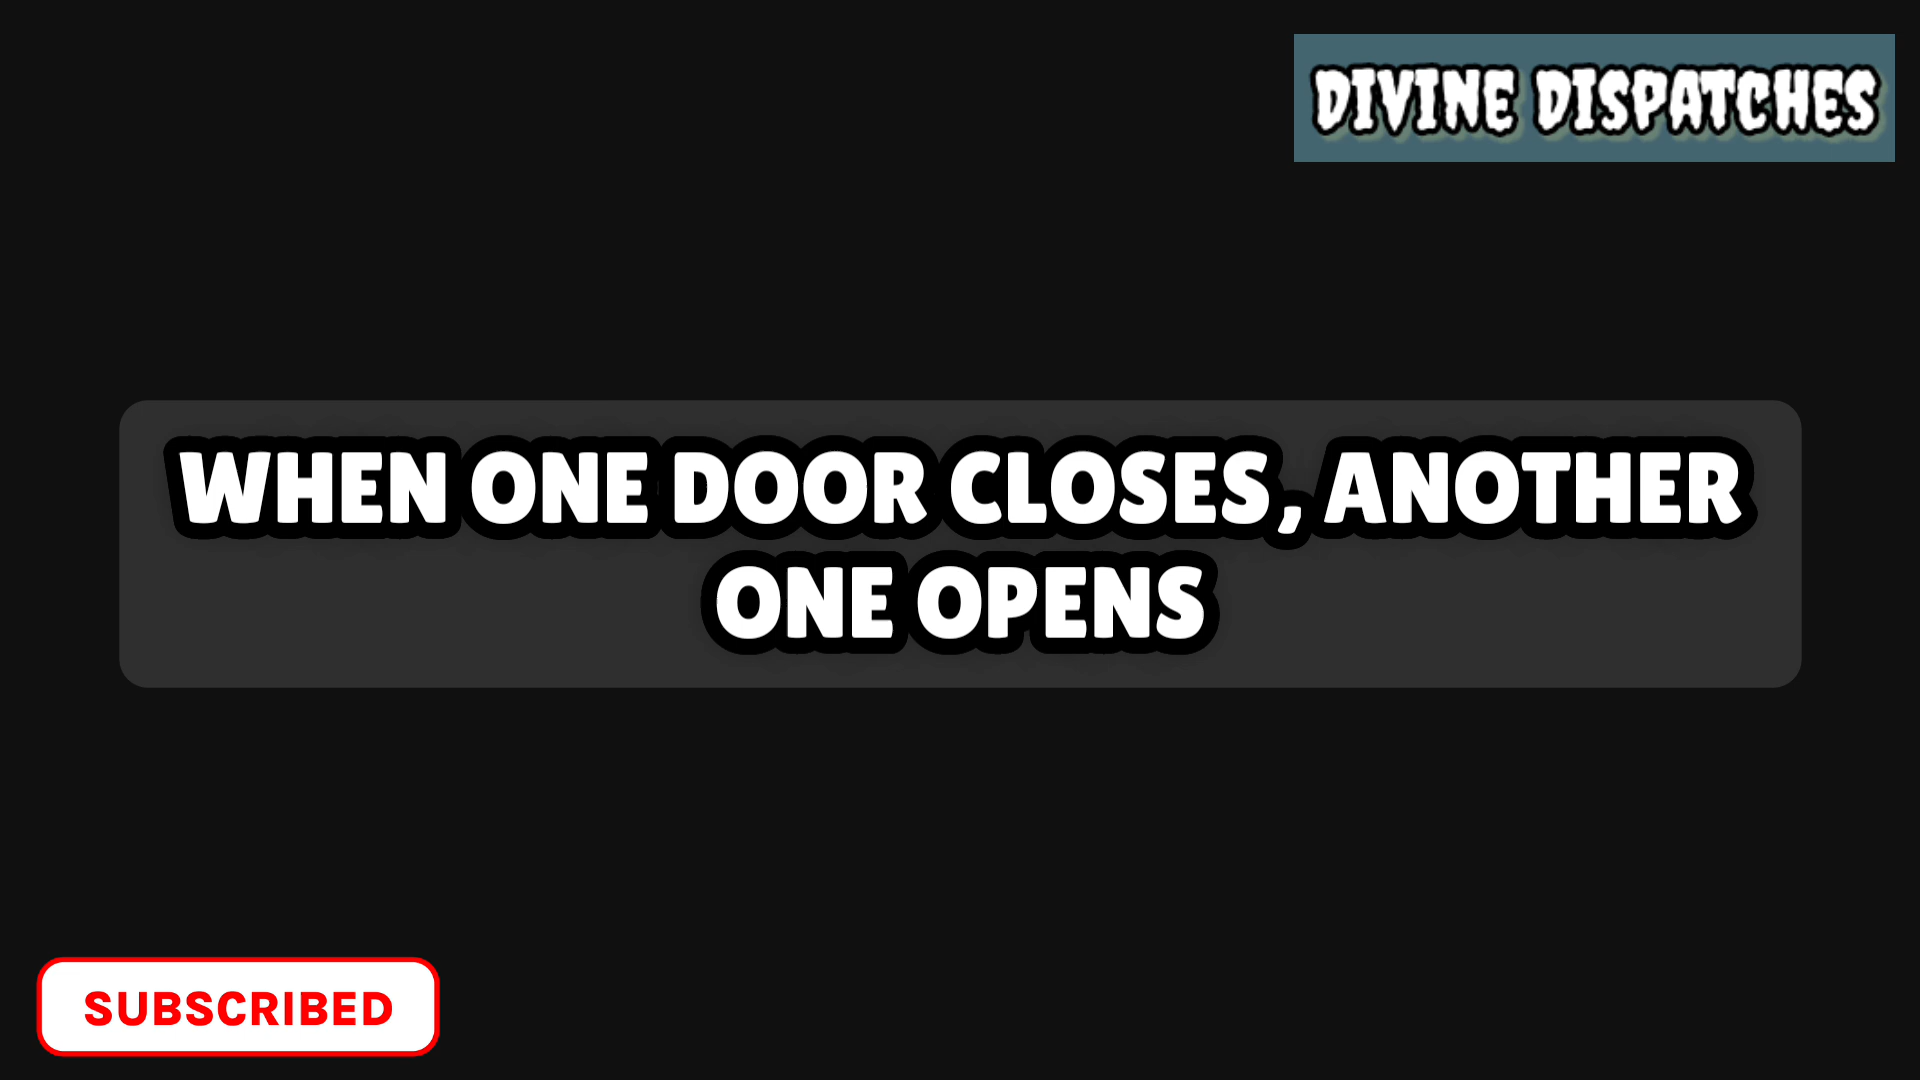 DIVINE DISPATCHES
WHEN ONE DOOR CLOSES, ANOTHER
ONE OPENS
SUBSCRIBED